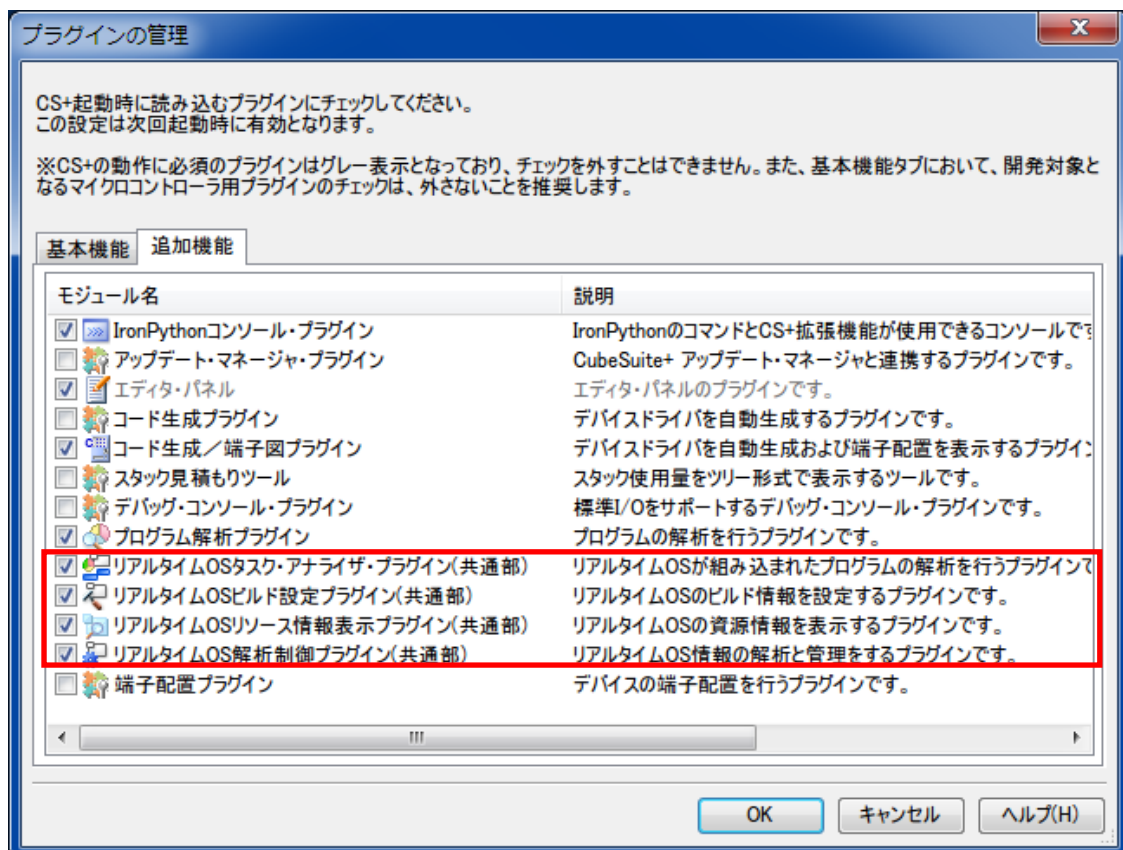 プラグインの管理
CS+起動時に読み込むプラグインにチェックしてください。
この設定は次回起動時に有効となります。
※CS+の動作に必須のプラグインはグレー表示となっており、チェックを外すことはできません。また、基本機能タブにおいて、開発対象と
なるマイクロコントローラ用プラグインのチェックは、外さないことを推奨します。
基本機能 追加機能
モジュール名 説明
IronPythonコンソール・プラグイン IronPythonのコマンドとCS+拡張機能が使用できるコンソールです
アップデート・マネージャ・プラグイン CubeSuite+ アップデート・マネージャと連携するプラグインです。
エディタ・パネル エディタ・パネルのプラグインです。
コード生成プラグイン デバイスドライバを自動生成するプラグインです。
コード生成/端子図プラグイン デバイスドライバを自動生成および端子配置を表示するプラグイン
スタック見積もりツール スタック使用量をツリー形式で表示するツールです。
デバッグ・コンソール・プラグイン 標準I/Oをサポートするデバッグ・コンソール・プラグインです。
プログラム解析プラグイン プログラムの解析を行うプラグインです。
リアルタイムOSタスク・アナライザ・プラグイン(共通部) リアルタイムOSが組み込まれたプログラムの解析を行うプラグインで
リアルタイムOSビルド設定プラグイン(共通部) リアルタイムOSのビルド情報を設定するプラグインです。
リアルタイムOSリソース情報表示プラグイン(共通部) リアルタイムOSの資源情報を表示するプラグインです。
リアルタイムOS解析制御プラグイン(共通部) リアルタイムOS情報の解析と管理をするプラグインです。
端子配置プラグイン デバイスの端子配置を行うプラグインです。
OK キャンセル ヘルプ(H)